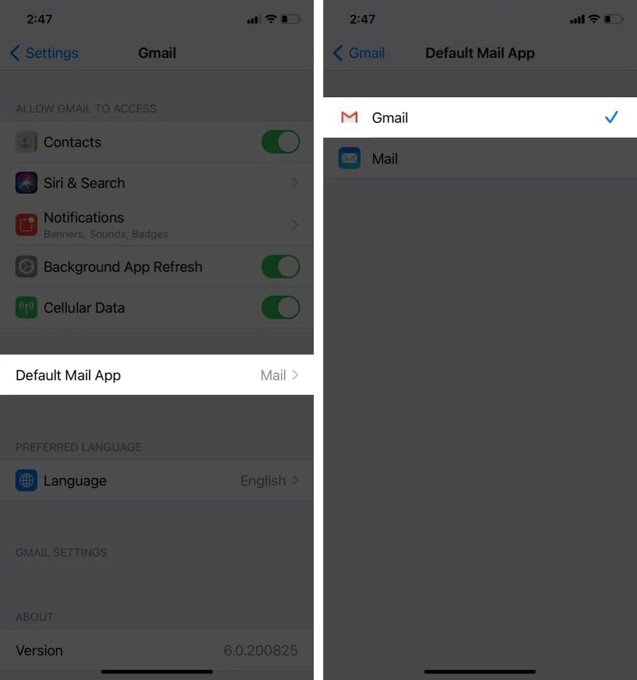 2:47
Settings
Gmail
ALLOW GMAIL TO ACCESS
Contacts
Siri & Search
Notifications
Banners, Sounds, Badges
Background App Refresh
Cellular Data
Default Mail App Mail
PREFERRED LANGUAGE
Language English
GMAIL SETTINGS
ABOUT
Version 6.0.200825
2:47
Gmail
Default Mail App
Gmail
Mail